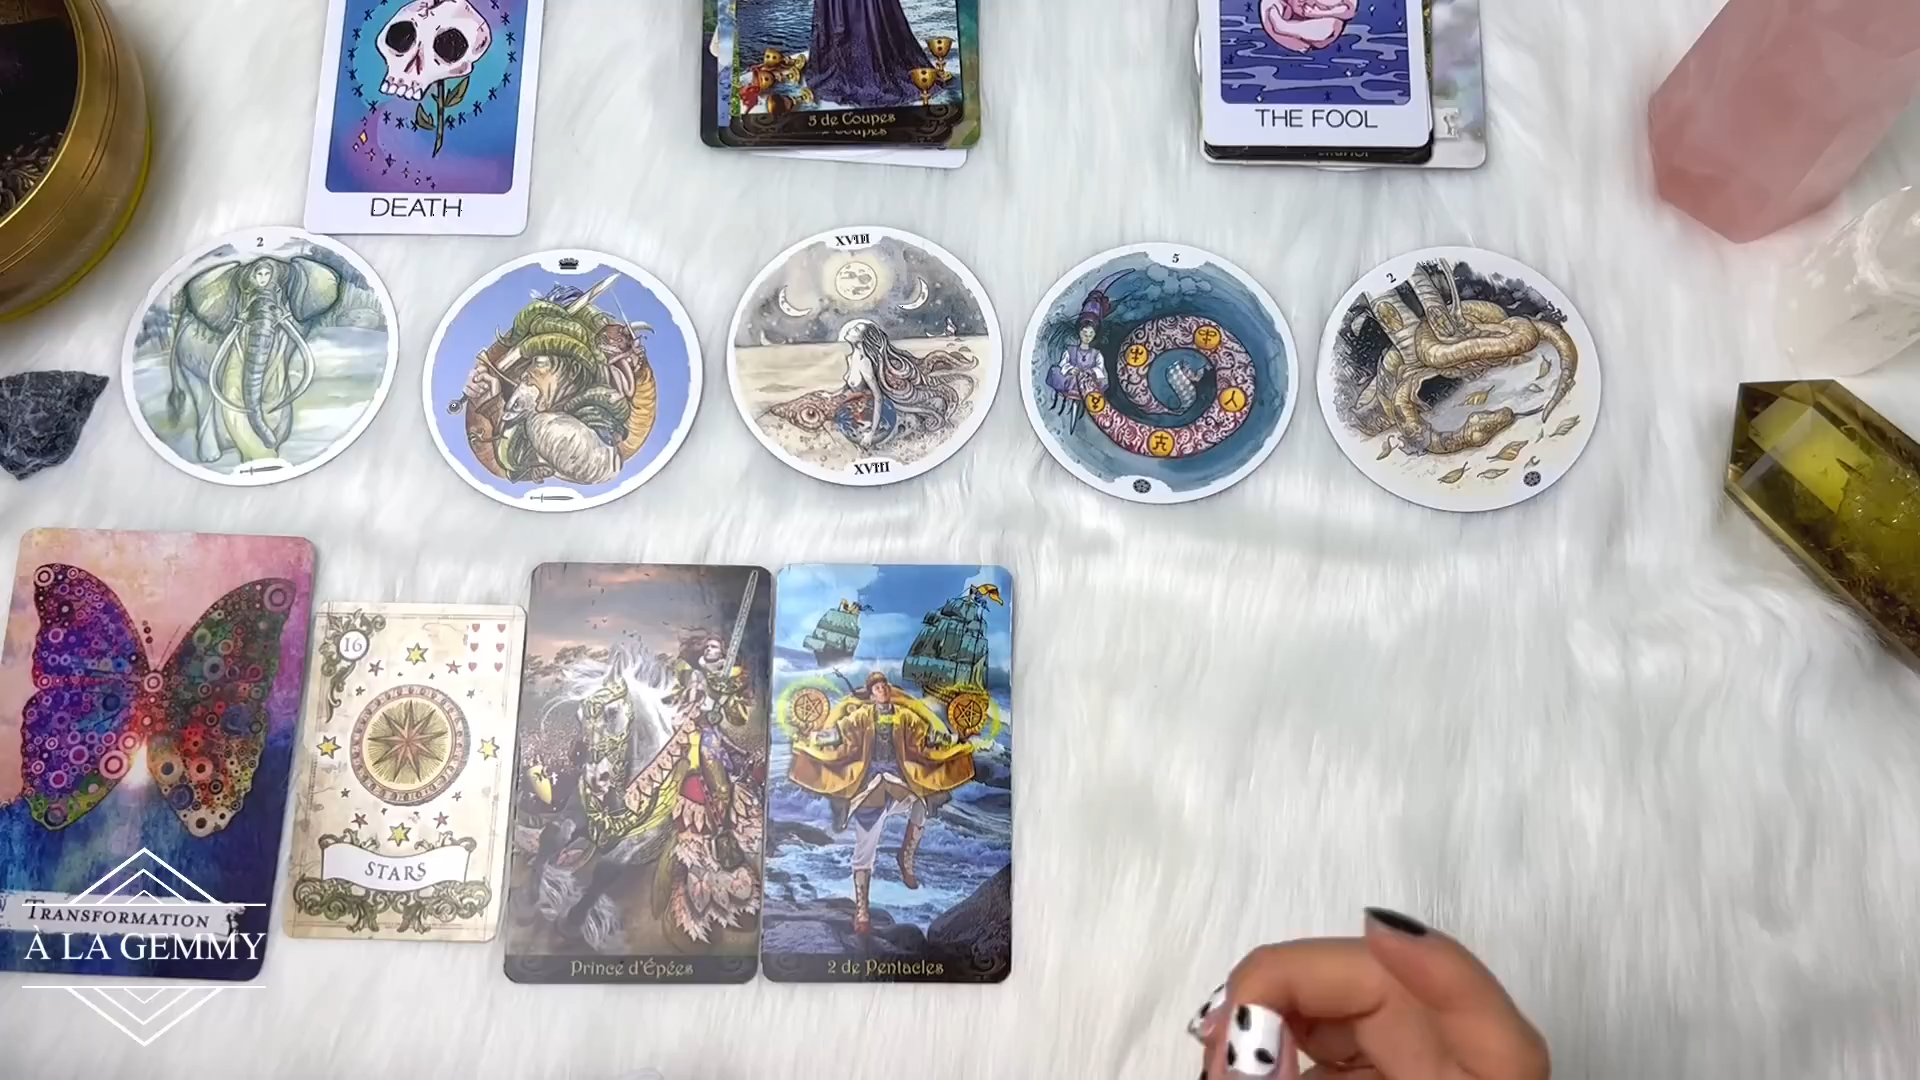 5 de Coupes
Coupes
THE FOOL
DEATH
2
XVIII
5
2
XVIII
16
STARS
TRANSFORMATION
À LA GEMMY
Prince d'Épées
2 de Pentacles